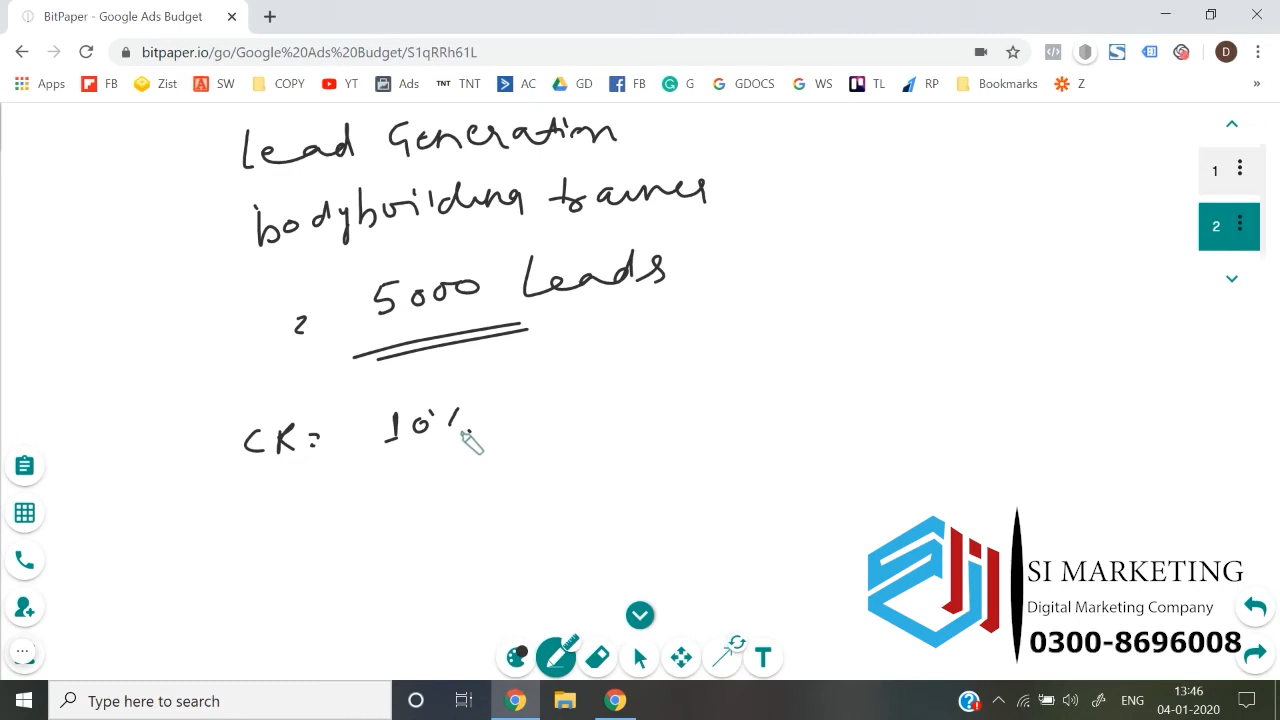 BitPaper - Google Ads Budget
bitpaper.io/go/Google%20Ads%20Budget/S1qRRh61L
Apps FB Zist SW COPY YT Ads TNT TNT AC GD FB G GDOCS WS TL RP Bookmarks Z »
Lead Generation
bodybuilding trainer
5000 Leads
CR = 10%
1
2
SI MARKETING
Digital Marketing Company
0300-8696008
T
Type here to search
ENG
13:46
04-01-2020
D